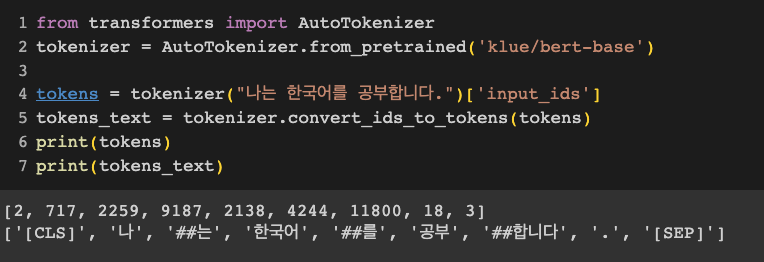 1 from transformers import AutoTokenizer
2 tokenizer = AutoTokenizer.from_pretrained('klue/bert-base')
3
4 tokens = tokenizer("나는 한국어를 공부합니다.")['input_ids']
5 tokens_text = tokenizer.convert_ids_to_tokens(tokens)
6 print(tokens)
7 print(tokens_text)
[2, 717, 2259, 9187, 2138, 4244, 11800, 18, 3]
['[CLS]', '나', '##는', '한국어', '##를', '공부', '##합니다', '.', '[SEP]']